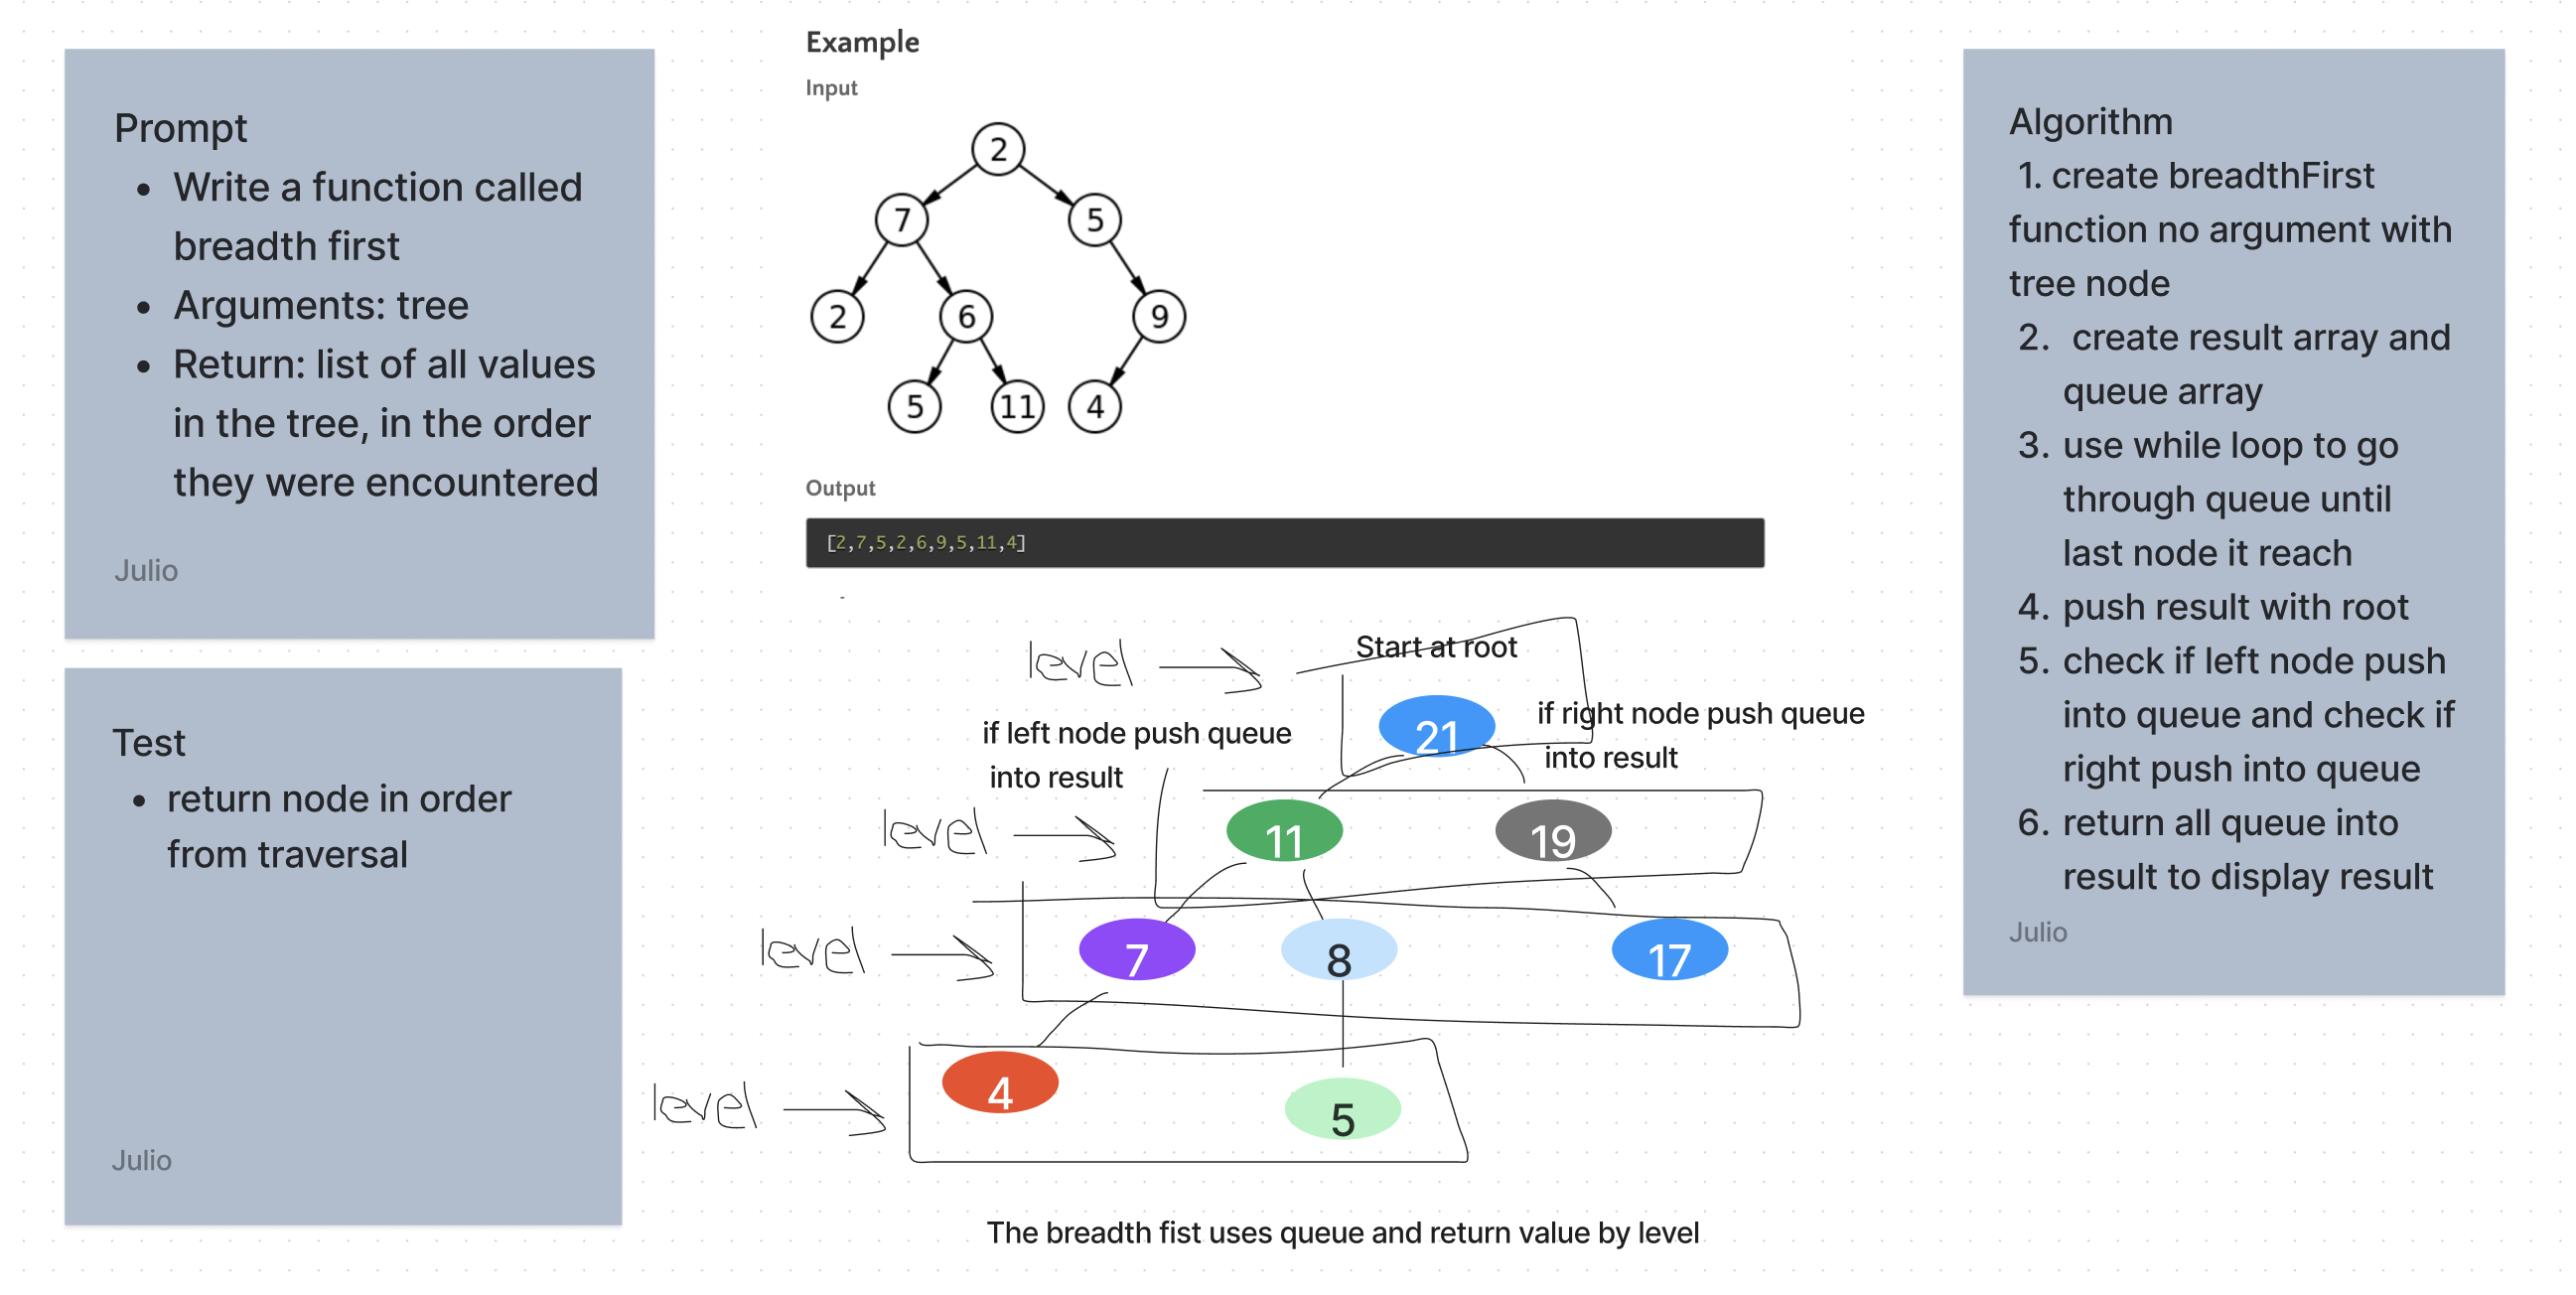 Prompt
• Write a function called
breadth first
• Arguments: tree
• Return: list of all values
in the tree, in the order
they were encountered
Julio
Test
• return node in order
from traversal
Julio
Example
Input
2
7
5
2
6
9
5
11
4
Output
[2,7,5,2,6,9,5,11,4]
level
Start at root
21
if left node push queue
into result
if right node push queue
into result
level
11
19
level
7
8
17
level
4
5
The breadth fist uses queue and return value by level
Algorithm
1. create breadthFirst
function no argument with
tree node
2. create result array and
queue array
3. use while loop to go
through queue until
last node it reach
4. push result with root
5. check if left node push
into queue and check if
right push into queue
6. return all queue into
result to display result
Julio